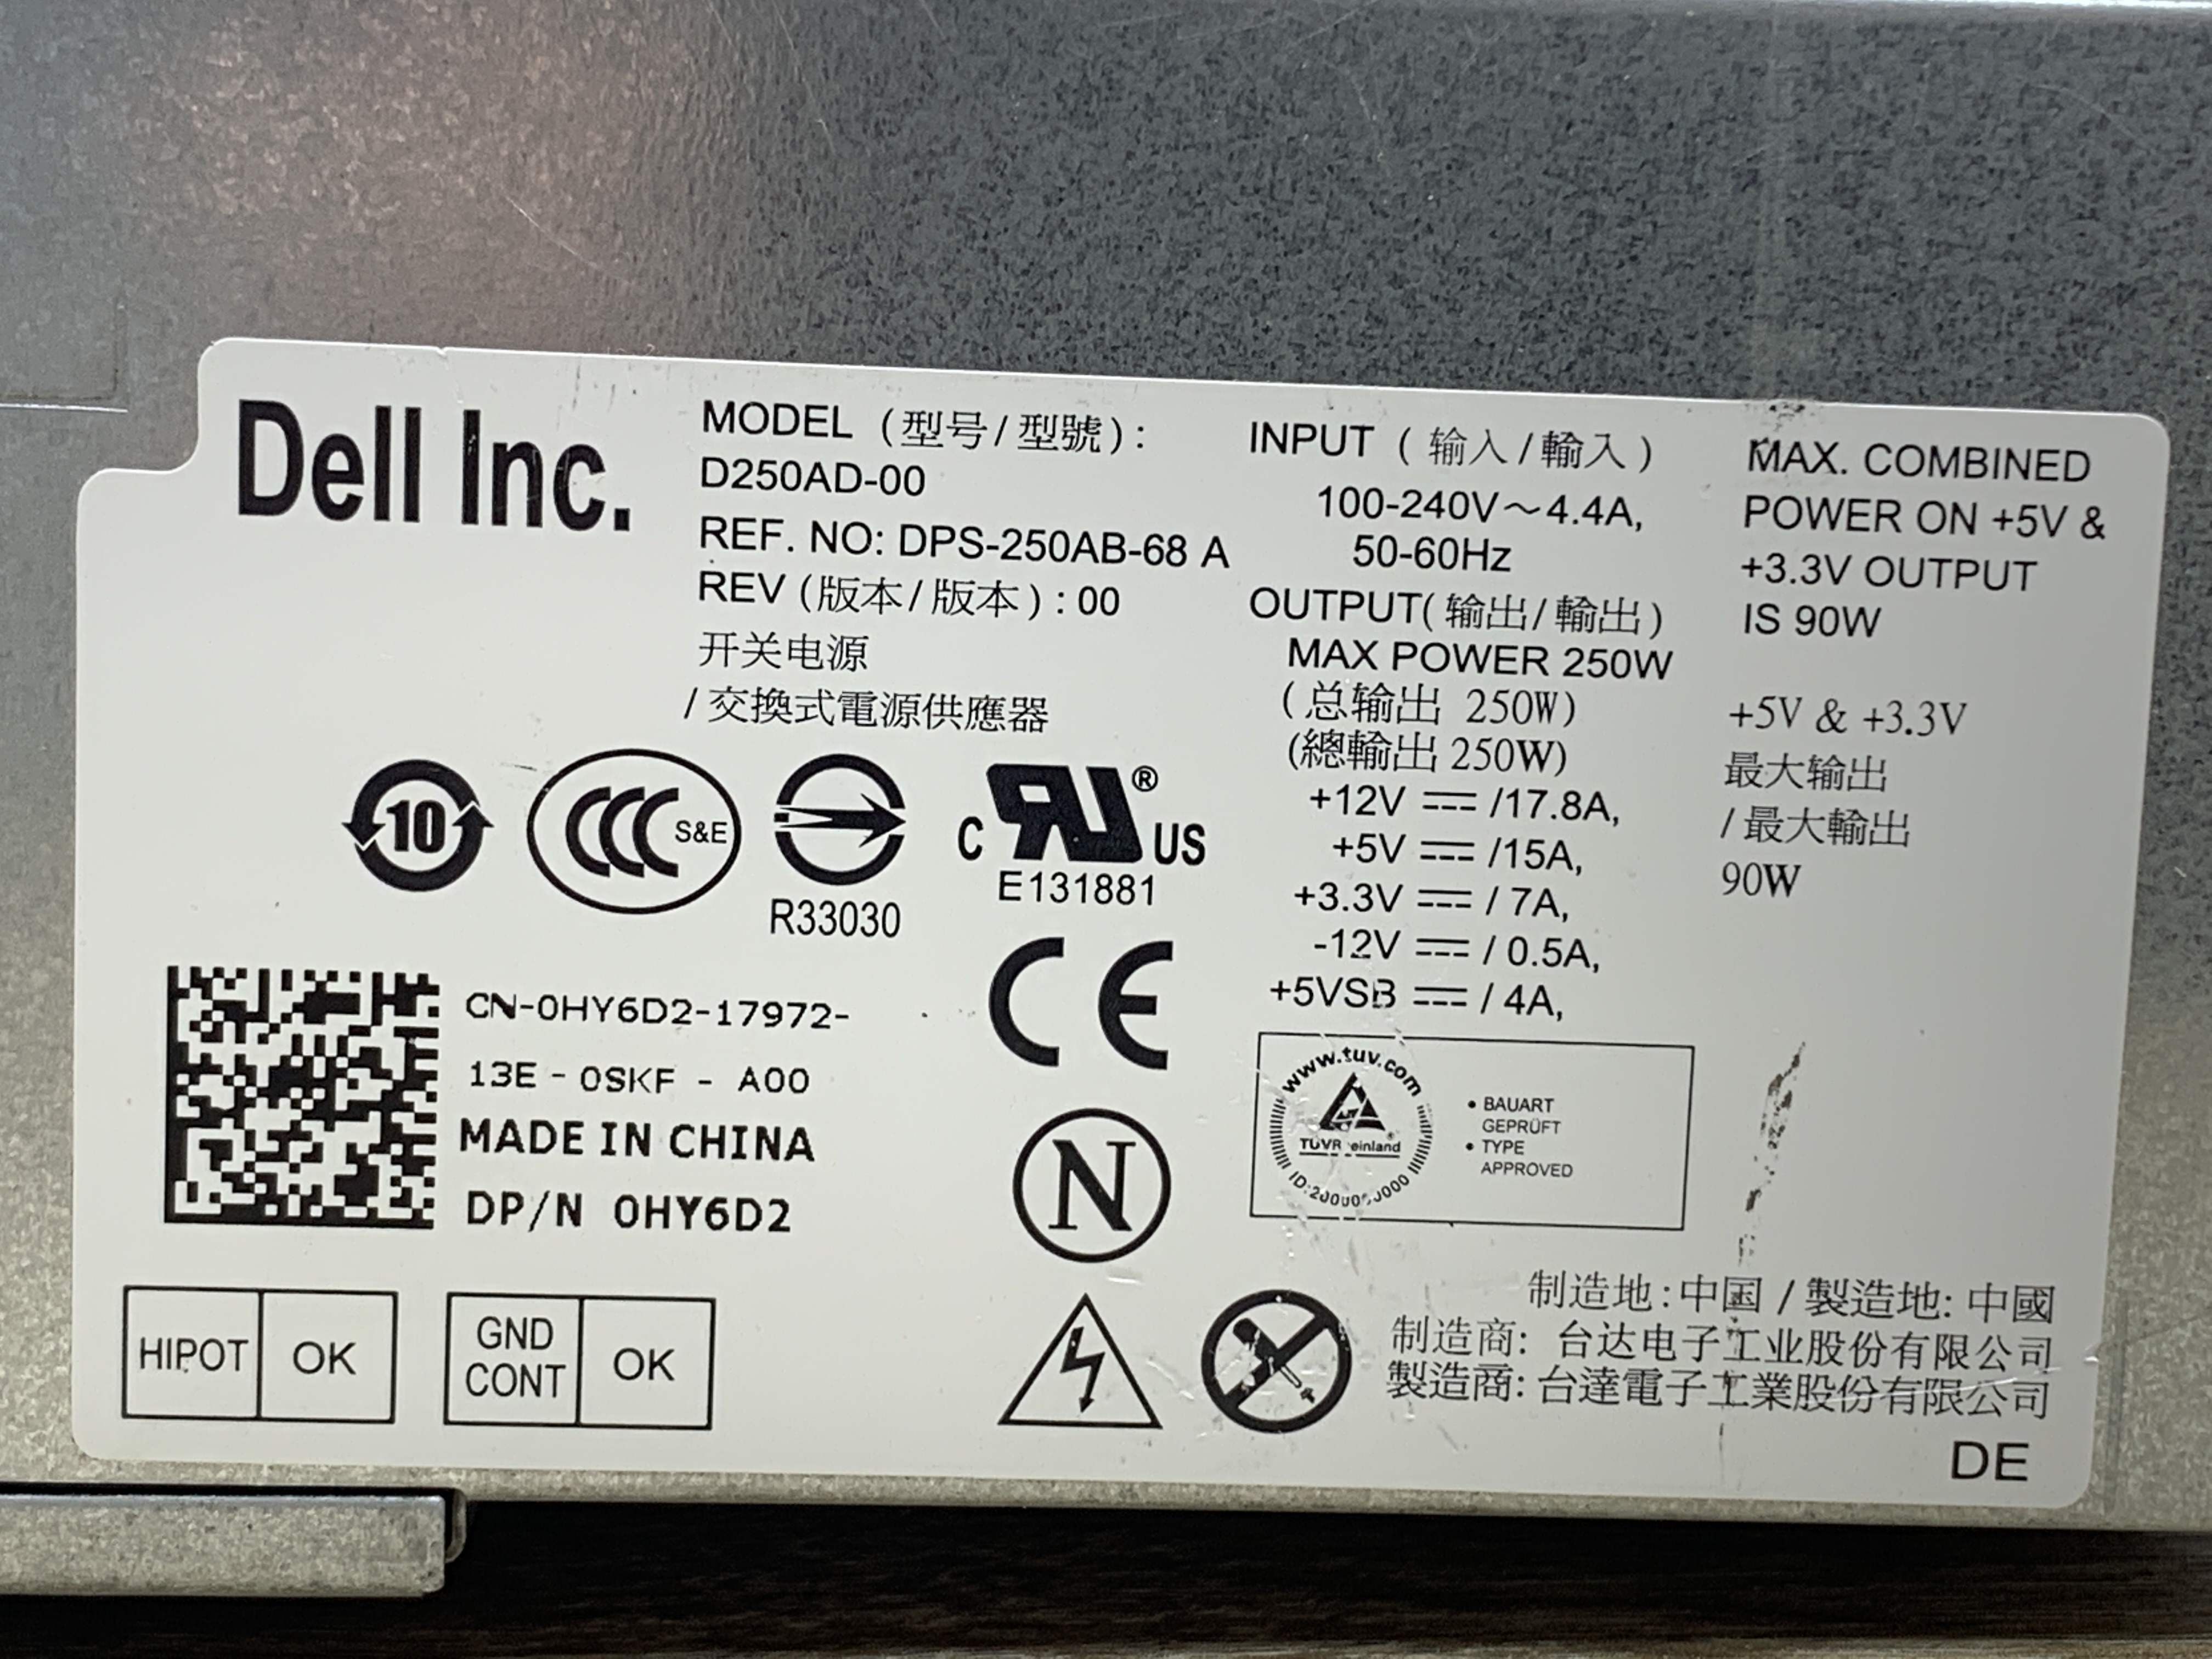 Dell Inc.
MODEL (型号/型號):
D250AD-00
REF. NO: DPS-250AB-68 A
REV (版本/版本): 00
开关电源
/交換式電源供應器
10
CCC S&E
R33030
C RU® US
E131881
CE
N
CN-0HY6D2-17972-
13E - 0SKF - A00
MADE IN CHINA
DP/N 0HY6D2
HIPOT OK
GND CONT OK
INPUT (输入/輸入)
100-240V～4.4A,
50-60Hz
OUTPUT(输出/輸出)
MAX POWER 250W
(总输出 250W)
(總輸出 250W)
+12V ⎓ /17.8A,
+5V ⎓ /15A,
+3.3V ⎓ / 7A,
-12V ⎓ / 0.5A,
+5VSB ⎓ / 4A,
MAX. COMBINED
POWER ON +5V &
+3.3V OUTPUT
IS 90W
+5V & +3.3V
最大输出
/最大輸出
90W
www.tuv.com
• BAUART
GEPRÜFT
• TYPE
APPROVED
制造地:中国/製造地:中國
制造商: 台达电子工业股份有限公司
製造商: 台達電子工業股份有限公司
DE